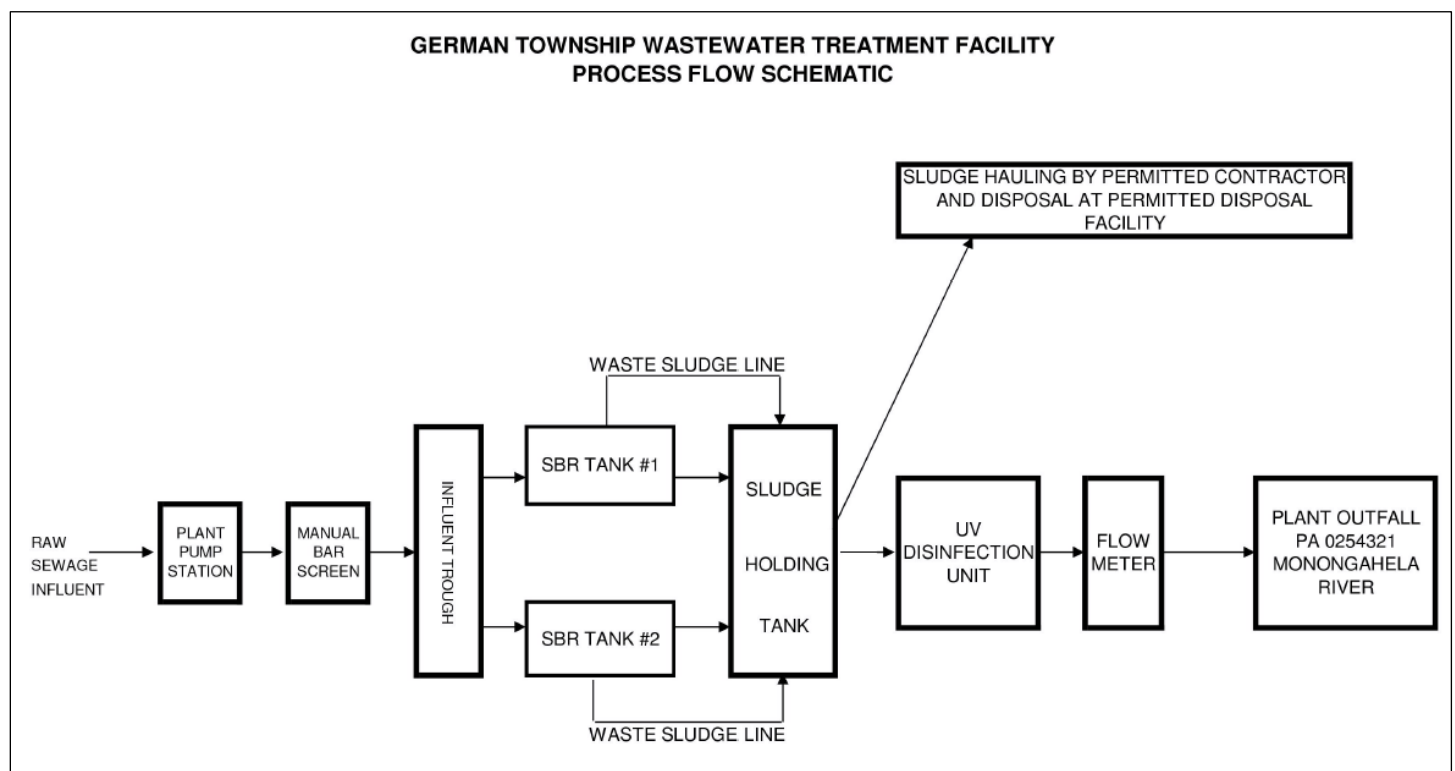 GERMAN TOWNSHIP WASTEWATER TREATMENT FACILITY
PROCESS FLOW SCHEMATIC
SLUDGE HAULING BY PERMITTED CONTRACTOR
AND DISPOSAL AT PERMITTED DISPOSAL
FACILITY
WASTE SLUDGE LINE
RAW
SEWAGE
INFLUENT
PLANT
PUMP
STATION
MANUAL
BAR
SCREEN
INFLUENT TROUGH
SBR TANK #1
SBR TANK #2
SLUDGE
HOLDING
TANK
UV
DISINFECTION
UNIT
FLOW
METER
PLANT OUTFALL
PA 0254321
MONONGAHELA
RIVER
WASTE SLUDGE LINE